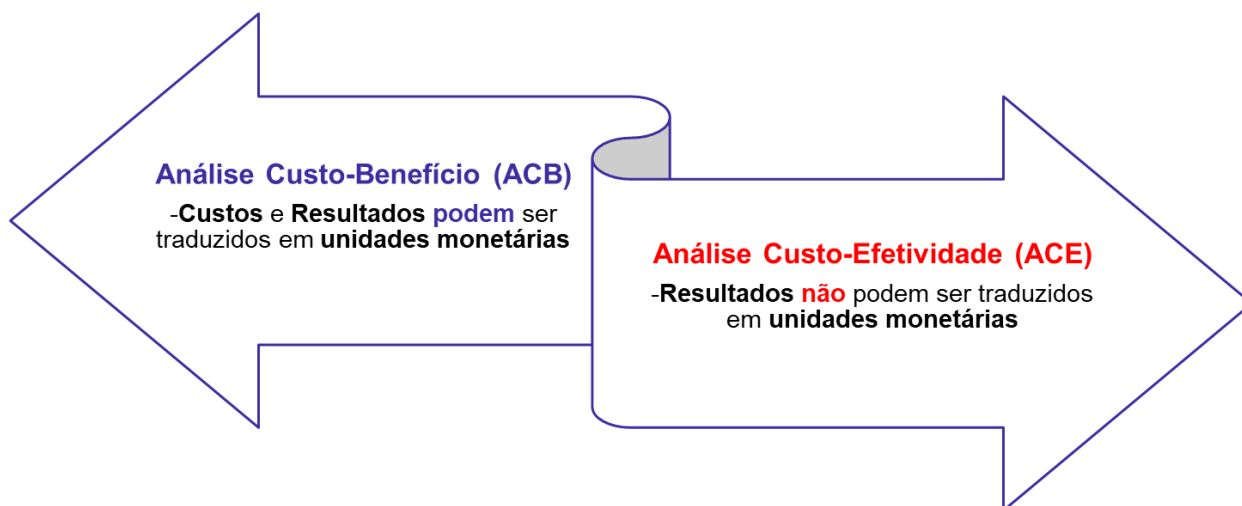 Análise Custo-Benefício (ACB)
-Custos e Resultados podem ser
traduzidos em unidades monetárias
Análise Custo-Efetividade (ACE)
-Resultados não podem ser traduzidos
em unidades monetárias